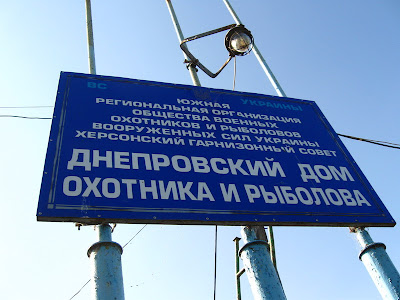 ВС УКРАИНЫ
ЮЖНАЯ
РЕГИОНАЛЬНАЯ ОРГАНИЗАЦИЯ
ОБЩЕСТВА ВОЕННЫХ
ОХОТНИКОВ И РЫБОЛОВОВ
ВООРУЖЕННЫХ СИЛ УКРАИНЫ
ХЕРСОНСКИЙ ГАРНИЗОННЫЙ СОВЕТ
ДНЕПРОВСКИЙ ДОМ
ОХОТНИКА И РЫБОЛОВА